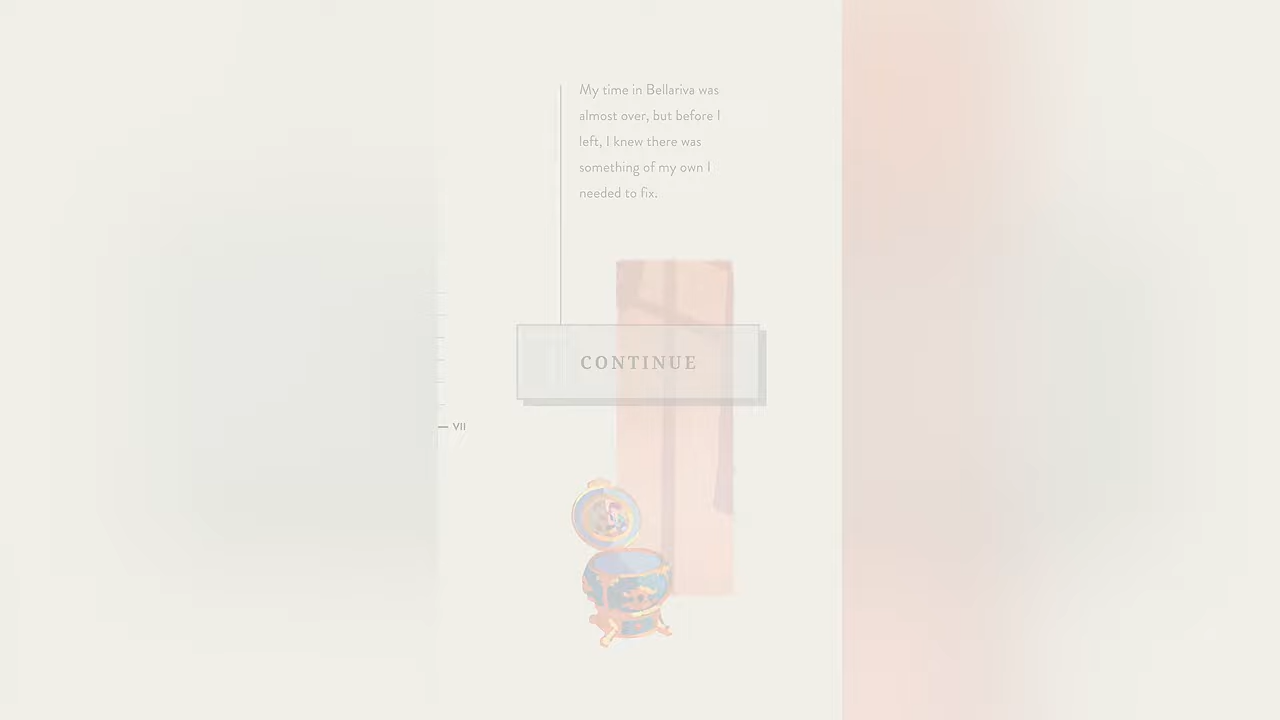 My time in Bellariva was
almost over, but before I
left, I knew there was
something of my own I
needed to fix.
CONTINUE
VII